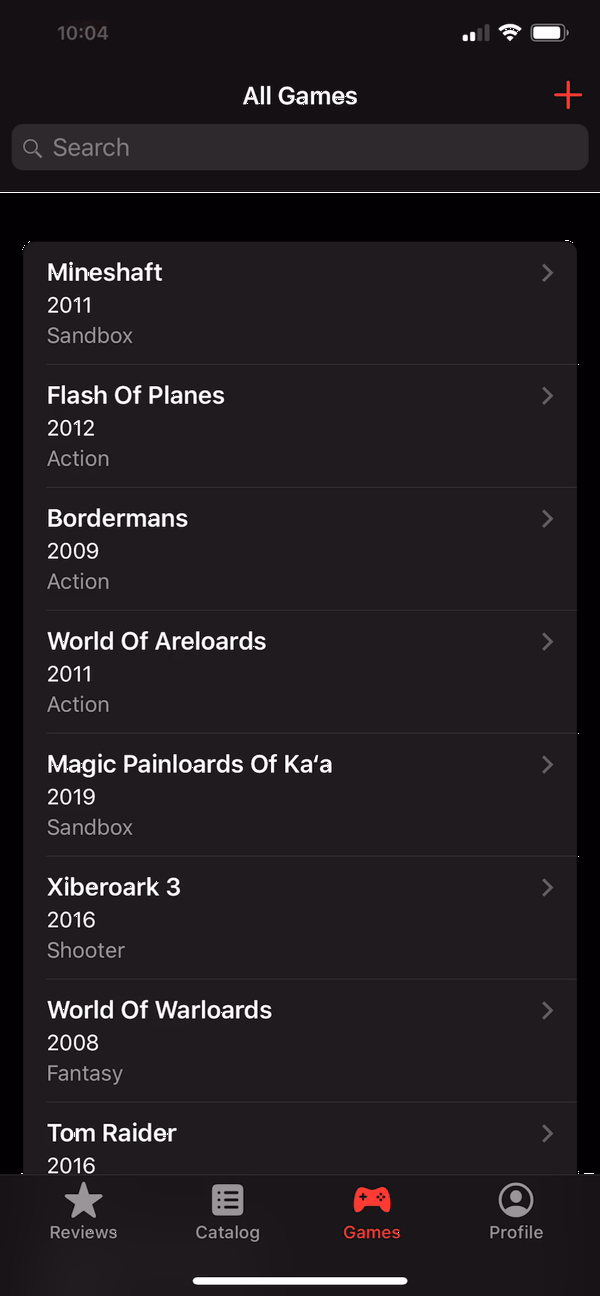 10:04
All Games
Search
Mineshaft
2011
Sandbox
Flash Of Planes
2012
Action
Bordermans
2009
Action
World Of Areloards
2011
Action
Magic Painloards Of Ka‘a
2019
Sandbox
Xiberoark 3
2016
Shooter
World Of Warloards
2008
Fantasy
Tom Raider
2016
Reviews
Catalog
Games
Profile